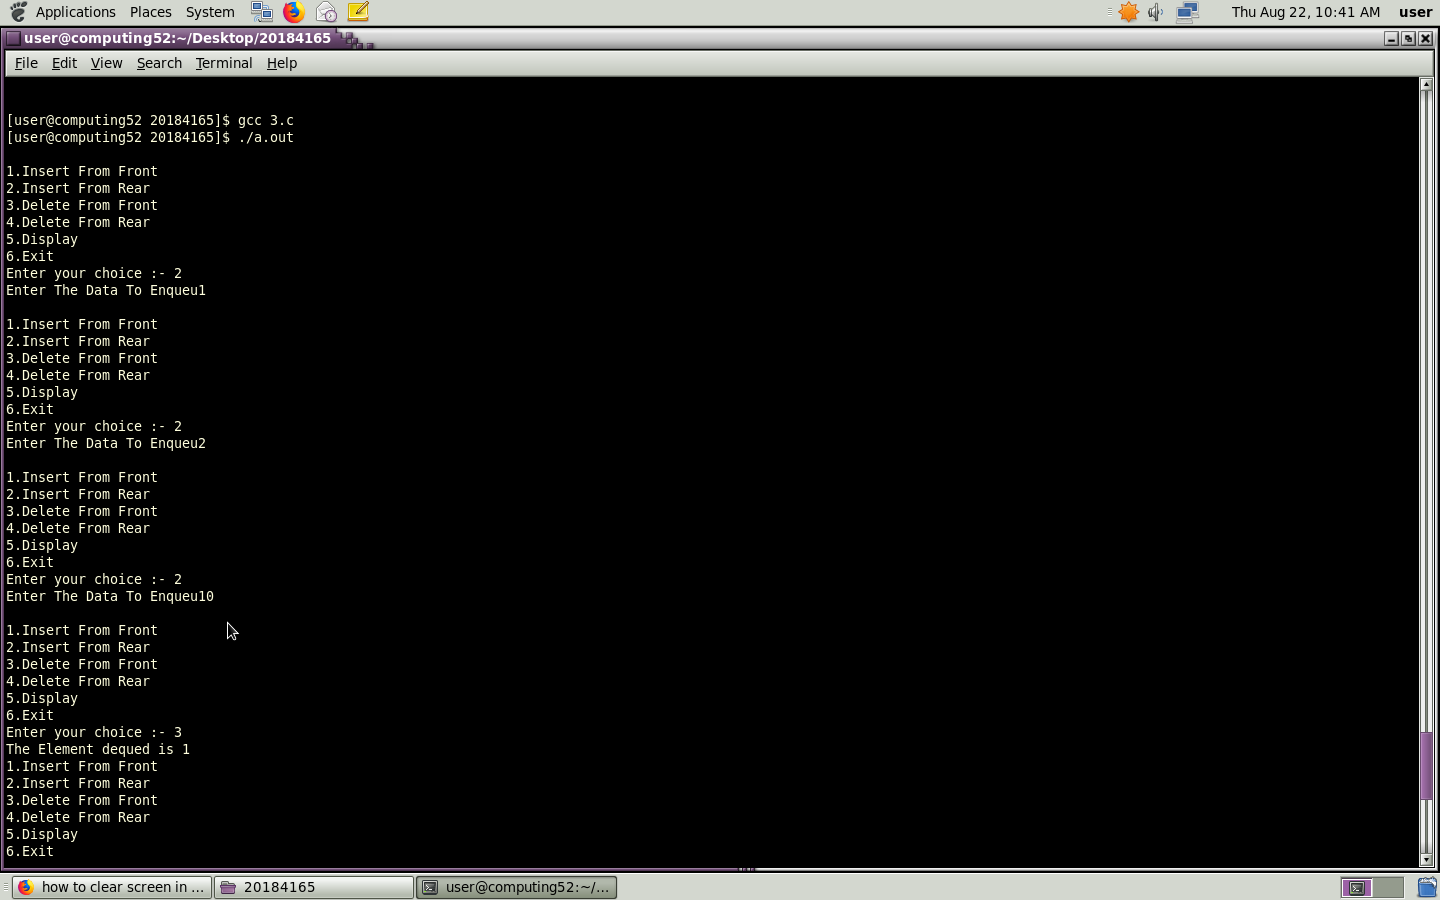 Applications Places System Thu Aug 22, 10:41 AM user
user@computing52:~/Desktop/20184165
File Edit View Search Terminal Help
[user@computing52 20184165]$ gcc 3.c
[user@computing52 20184165]$ ./a.out
1.Insert From Front
2.Insert From Rear
3.Delete From Front
4.Delete From Rear
5.Display
6.Exit
Enter your choice :- 2
Enter The Data To Enqueu1
1.Insert From Front
2.Insert From Rear
3.Delete From Front
4.Delete From Rear
5.Display
6.Exit
Enter your choice :- 2
Enter The Data To Enqueu2
1.Insert From Front
2.Insert From Rear
3.Delete From Front
4.Delete From Rear
5.Display
6.Exit
Enter your choice :- 2
Enter The Data To Enqueu10
1.Insert From Front
2.Insert From Rear
3.Delete From Front
4.Delete From Rear
5.Display
6.Exit
Enter your choice :- 3
The Element dequed is 1
1.Insert From Front
2.Insert From Rear
3.Delete From Front
4.Delete From Rear
5.Display
6.Exit
how to clear screen in ... 20184165 user@computing52:~/...